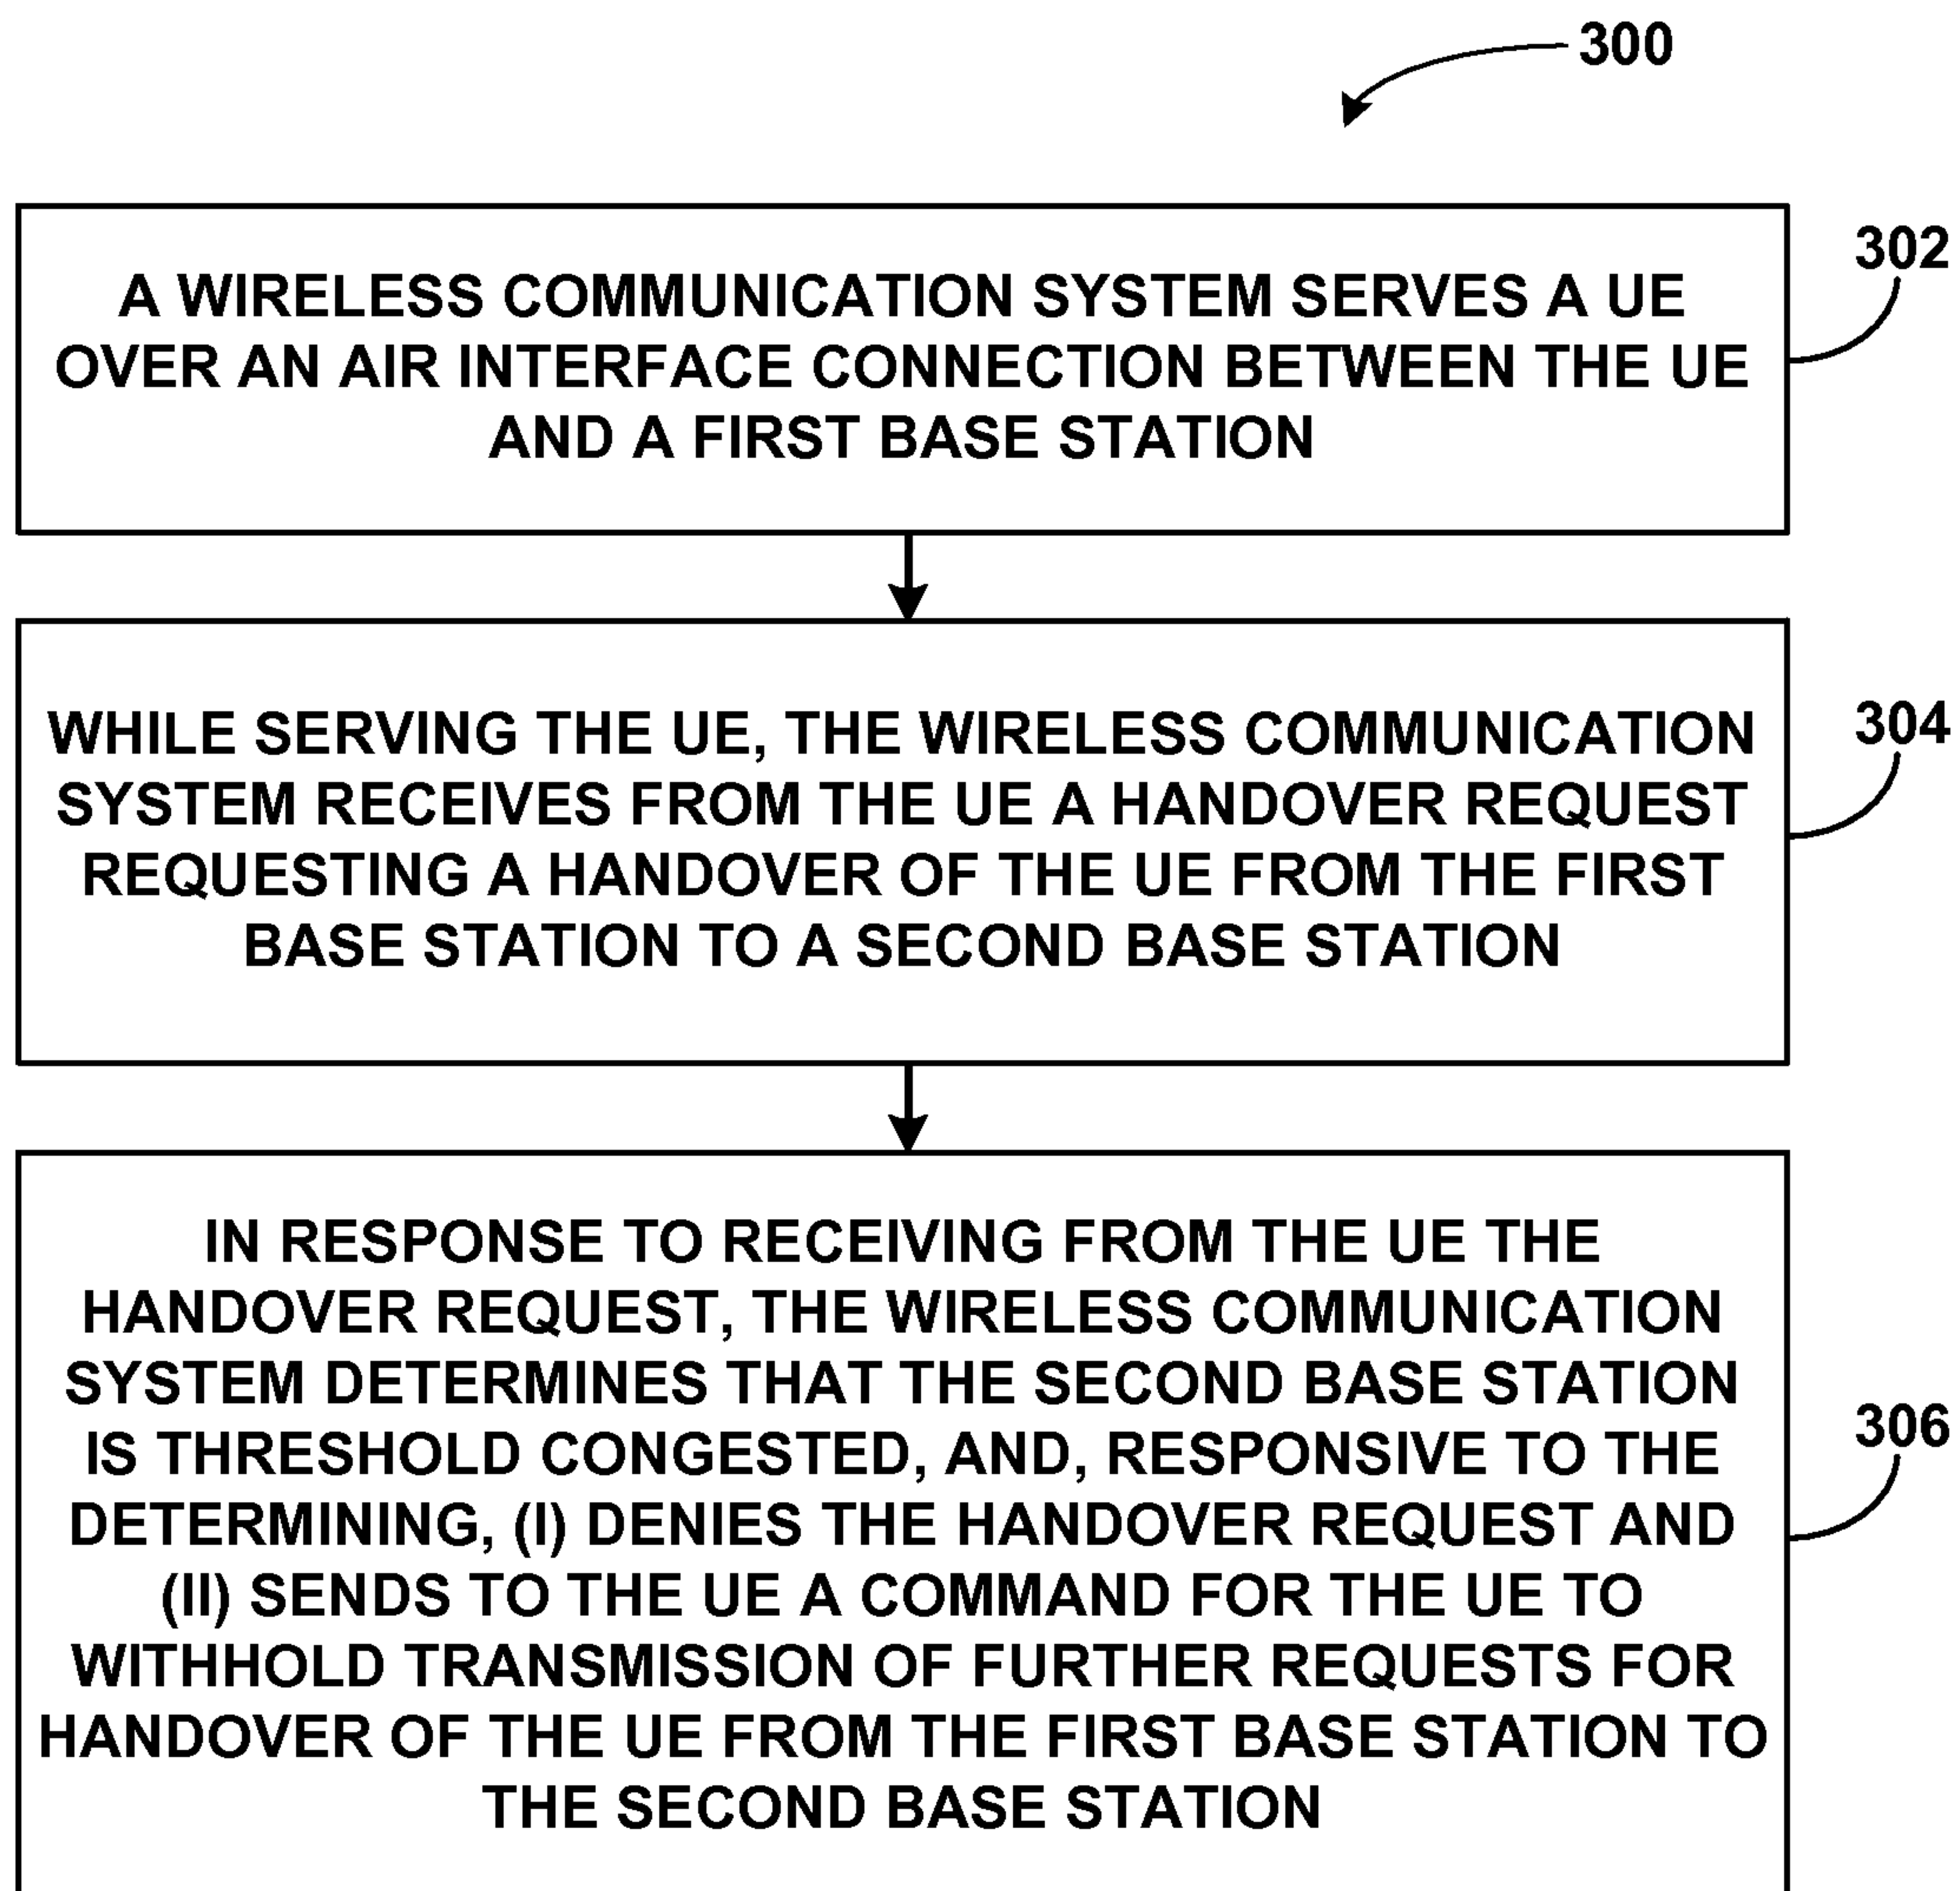 300
302
A WIRELESS COMMUNICATION SYSTEM SERVES A UE
OVER AN AIR INTERFACE CONNECTION BETWEEN THE UE
AND A FIRST BASE STATION
304
WHILE SERVING THE UE, THE WIRELESS COMMUNICATION
SYSTEM RECEIVES FROM THE UE A HANDOVER REQUEST
REQUESTING A HANDOVER OF THE UE FROM THE FIRST
BASE STATION TO A SECOND BASE STATION
IN RESPONSE TO RECEIVING FROM THE UE THE
HANDOVER REQUEST, THE WIRELESS COMMUNICATION
SYSTEM DETERMINES THAT THE SECOND BASE STATION
IS THRESHOLD CONGESTED, AND, RESPONSIVE TO THE
306
DETERMINING, (I) DENIES THE HANDOVER REQUEST AND
(II) SENDS TO THE UE A COMMAND FOR THE UE TO
WITHHOLD TRANSMISSION OF FURTHER REQUESTS FOR
HANDOVER OF THE UE FROM THE FIRST BASE STATION TO
THE SECOND BASE STATION